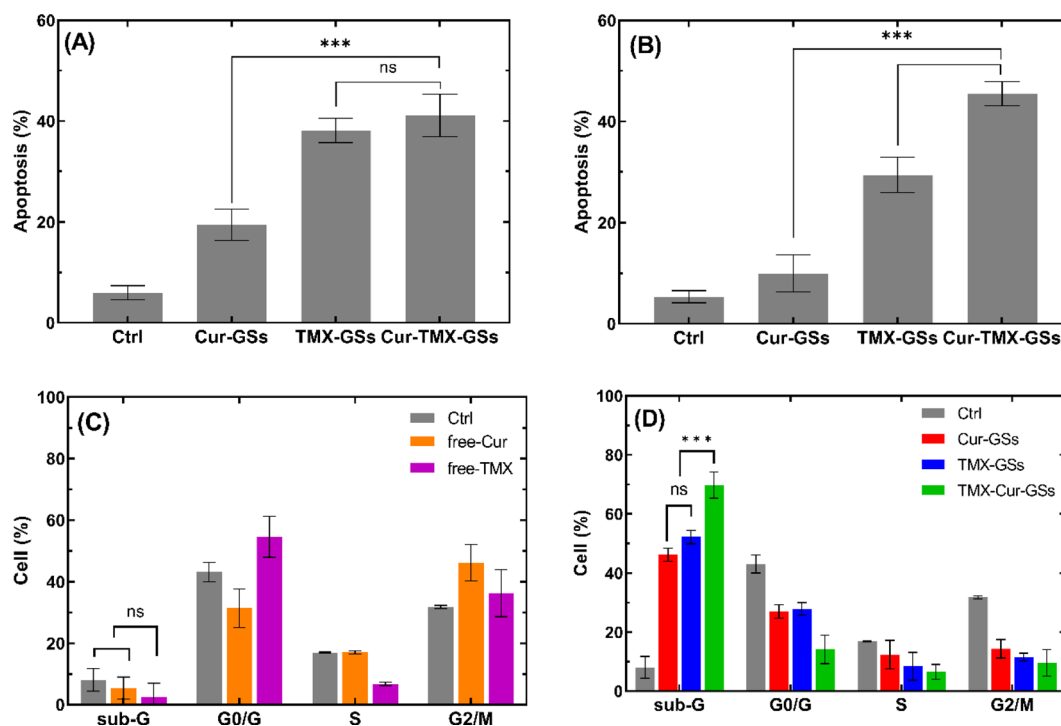 (A)
Apoptosis (%)
60
40
20
0
***
ns
Ctrl Cur-GSs TMX-GSs Cur-TMX-GSs
(B)
Apoptosis (%)
60
40
20
0
***
Ctrl Cur-GSs TMX-GSs Cur-TMX-GSs
(C)
Cell (%)
100
80
60
40
20
0
Ctrl
free-Cur
free-TMX
ns
sub-G G0/G S G2/M
(D)
Cell (%)
100
80
60
40
20
0
Ctrl
Cur-GSs
TMX-GSs
TMX-Cur-GSs
***
ns
sub-G G0/G S G2/M